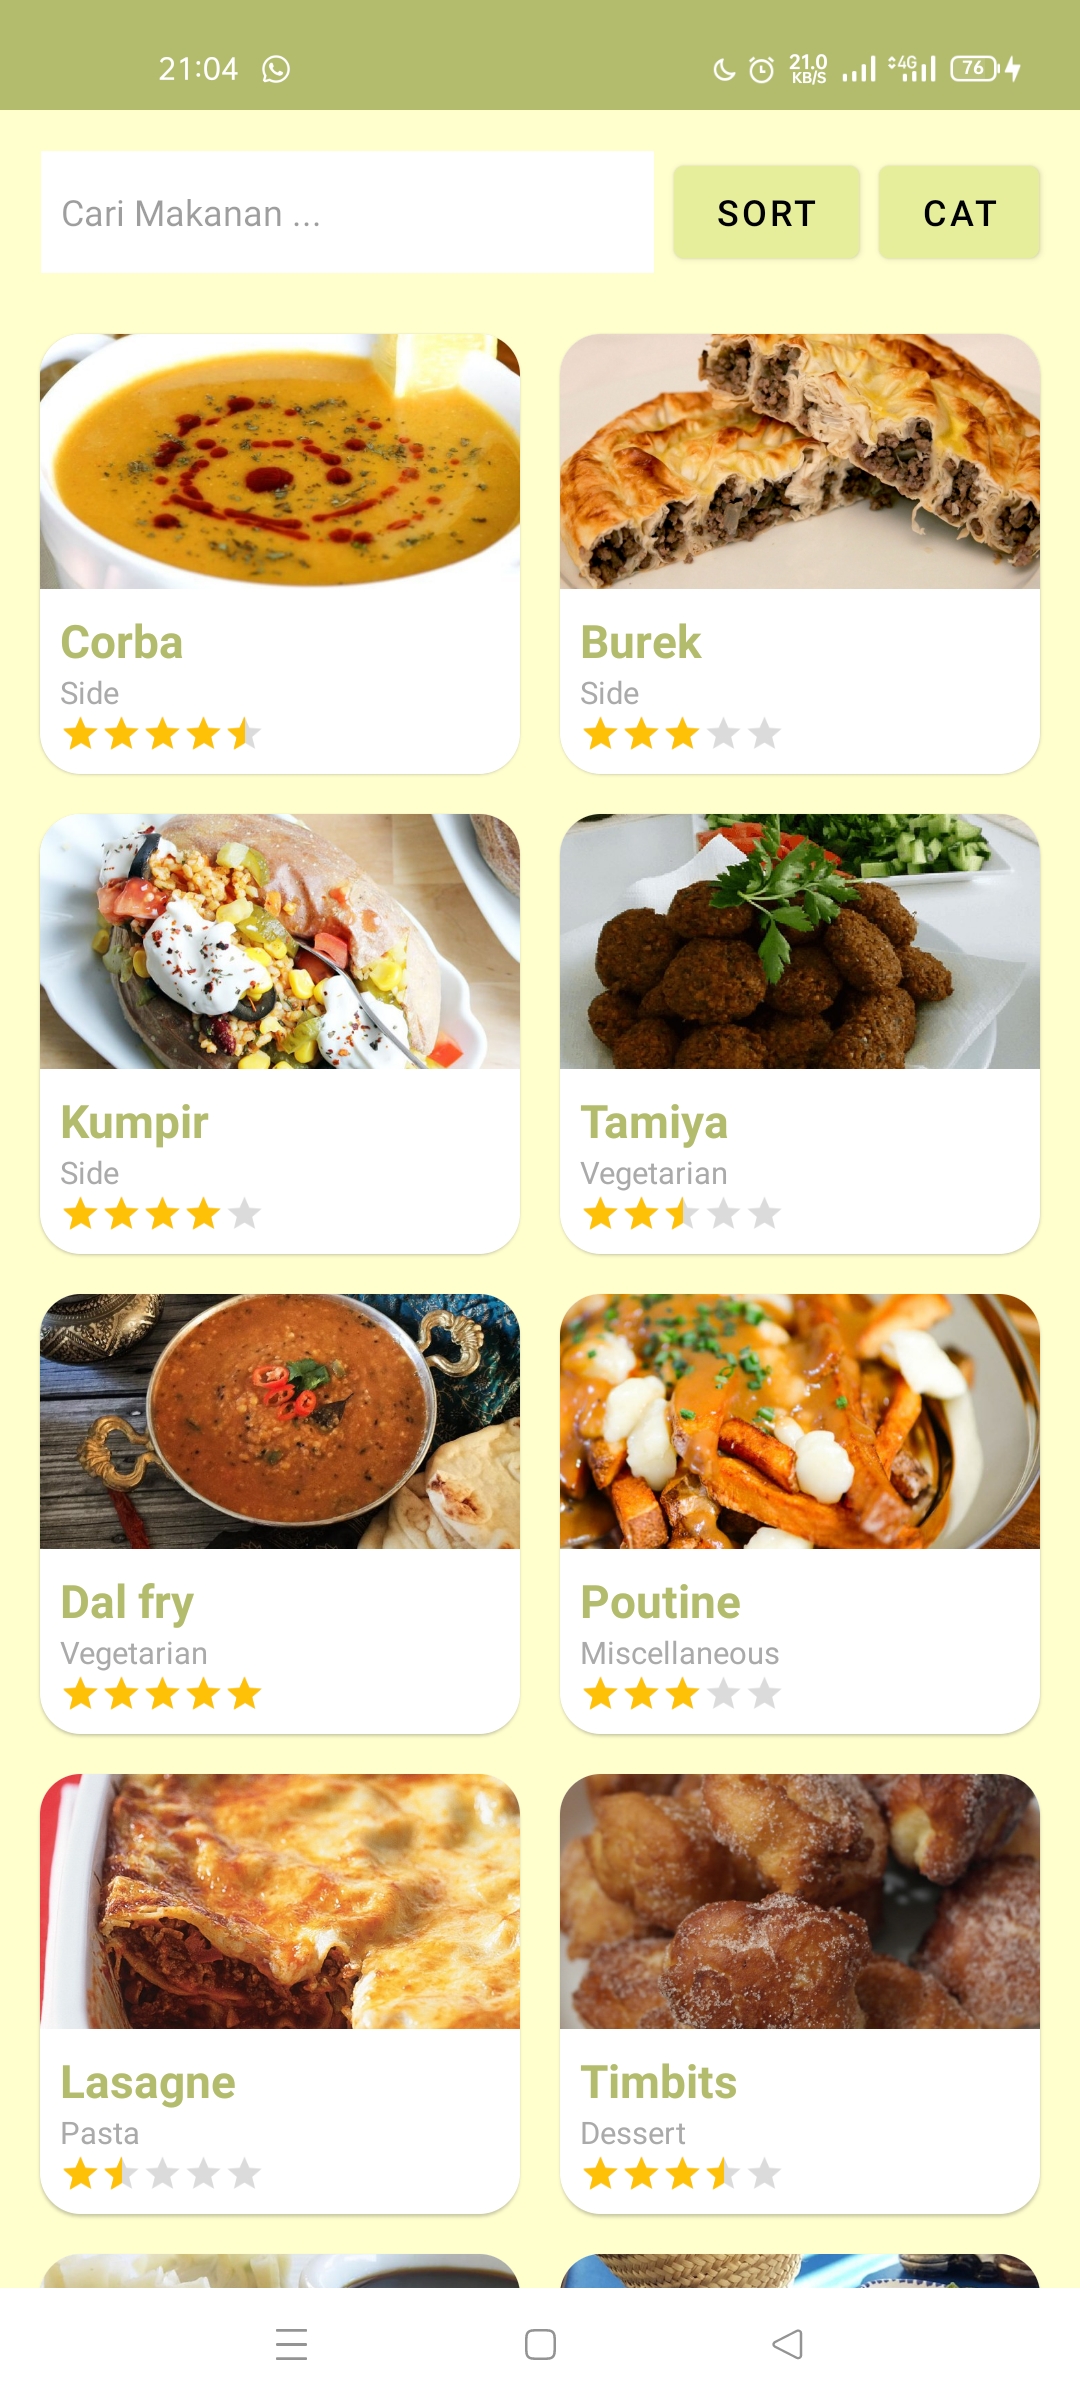 21:04 21.0 KB/S 4G 76
Cari Makanan ... SORT CAT
Corba
Side
Burek
Side
Kumpir
Side
Tamiya
Vegetarian
Dal fry
Vegetarian
Poutine
Miscellaneous
Lasagne
Pasta
Timbits
Dessert